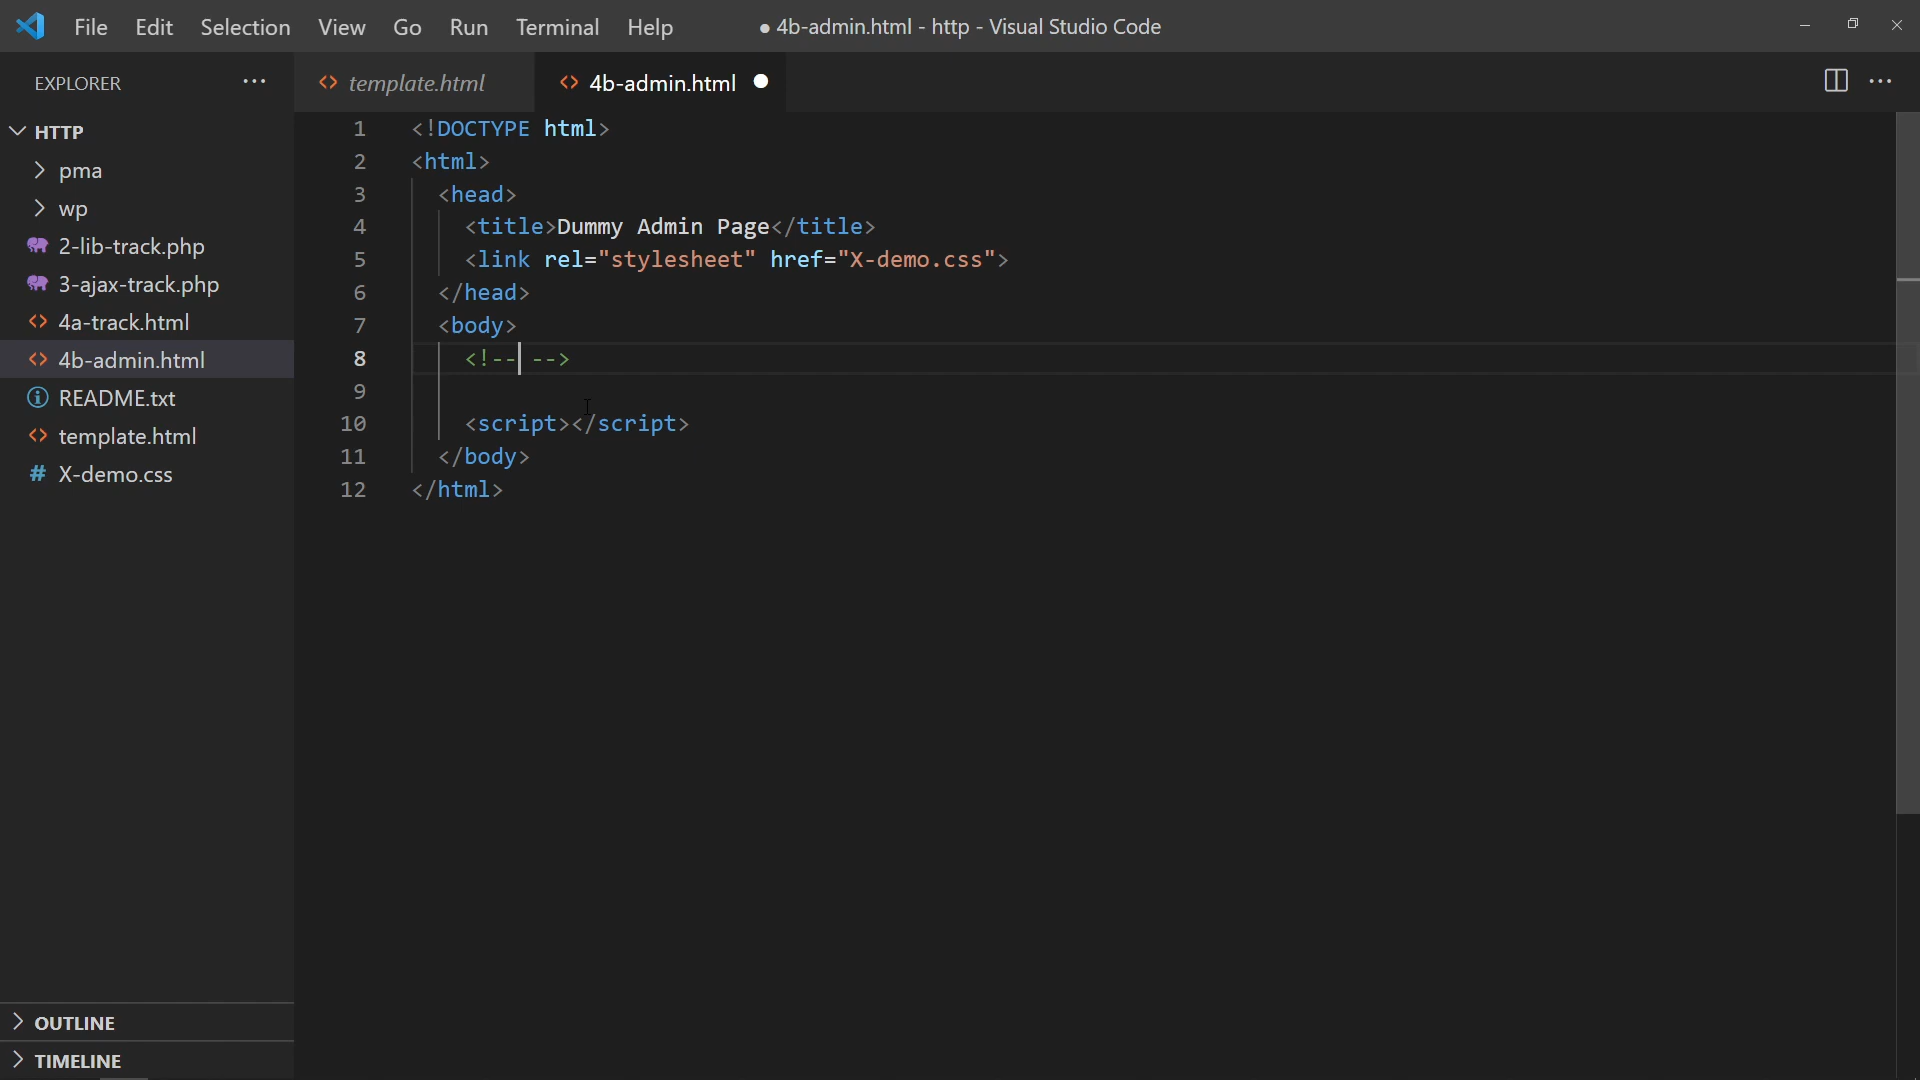 File Edit Selection View Go Run Terminal Help ● 4b-admin.html - http - Visual Studio Code
EXPLORER ···
template.html
4b-admin.html
HTTP
pma
wp
2-lib-track.php
3-ajax-track.php
4a-track.html
4b-admin.html
README.txt
template.html
X-demo.css
1 <!DOCTYPE html>
2 <html>
3 <head>
4 <title>Dummy Admin Page</title>
5 <link rel="stylesheet" href="X-demo.css">
6 </head>
7 <body>
8 <!-- -->
9
10 <script></script>
11 </body>
12 </html>
OUTLINE
TIMELINE